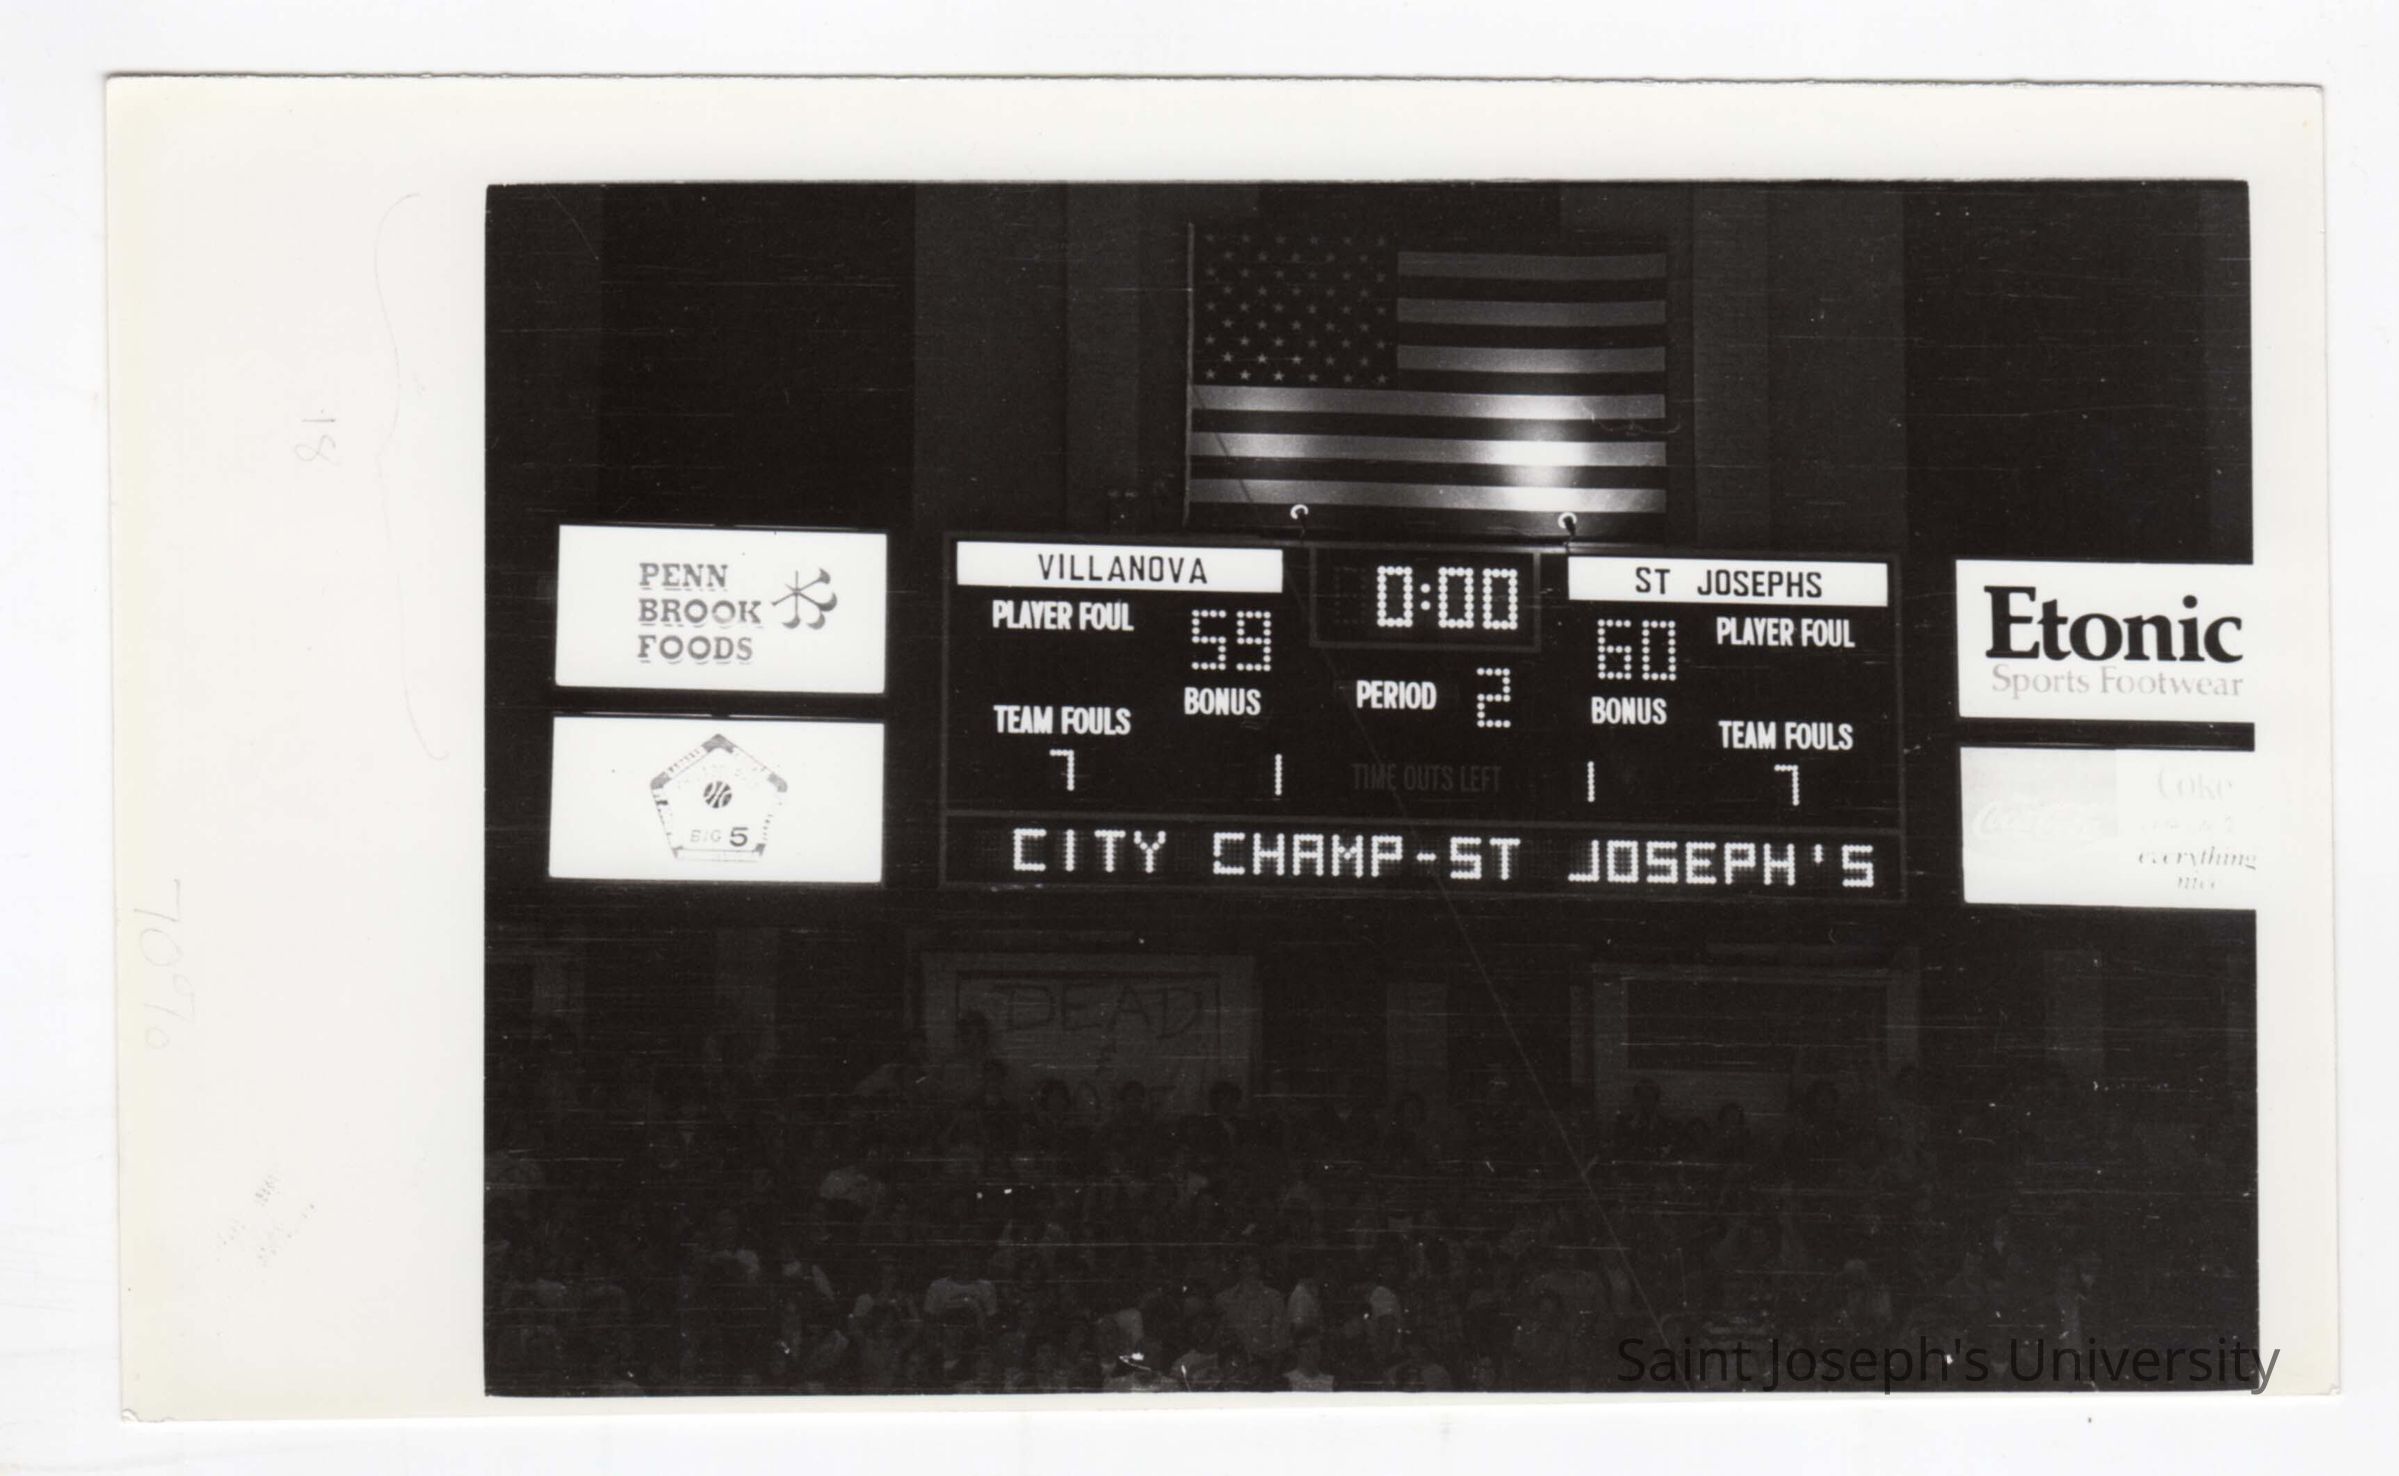 18
70%
PENN
BROOK
FOODS
BIG 5
VILLANOVA
0:00
ST JOSEPHS
PLAYER FOUL
59
60
PLAYER FOUL
BONUS
PERIOD 2
BONUS
TEAM FOULS
TEAM FOULS
7
1
TIME OUTS LEFT
1
7
CITY CHAMP-ST JOSEPH'S
Etonic
Sports Footwear
Coke
everything
DEAD
Saint Joseph's University